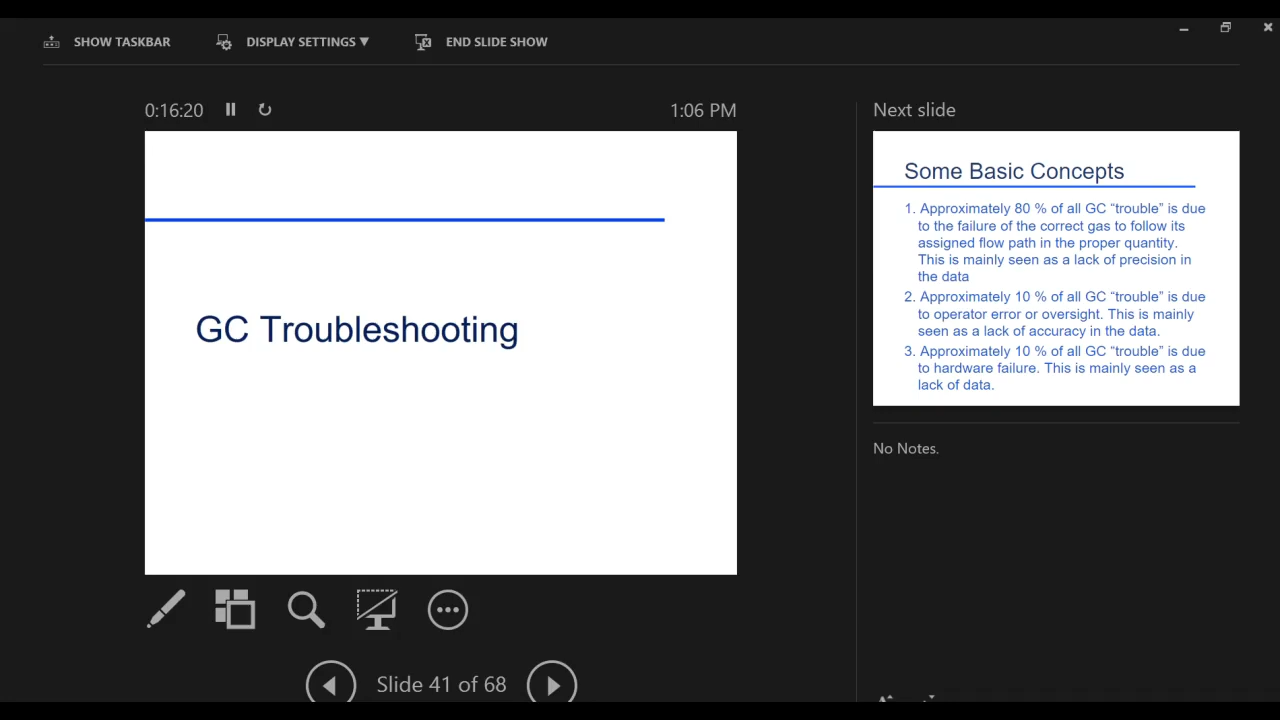 SHOW TASKBAR
DISPLAY SETTINGS ▼
END SLIDE SHOW
0:16:20
1:06 PM
GC Troubleshooting
Slide 41 of 68
Next slide
Some Basic Concepts
1. Approximately 80 % of all GC “trouble” is due
to the failure of the correct gas to follow its
assigned flow path in the proper quantity.
This is mainly seen as a lack of precision in
the data
2. Approximately 10 % of all GC “trouble” is due
to operator error or oversight. This is mainly
seen as a lack of accuracy in the data.
3. Approximately 10 % of all GC “trouble” is due
to hardware failure. This is mainly seen as a
lack of data.
No Notes.